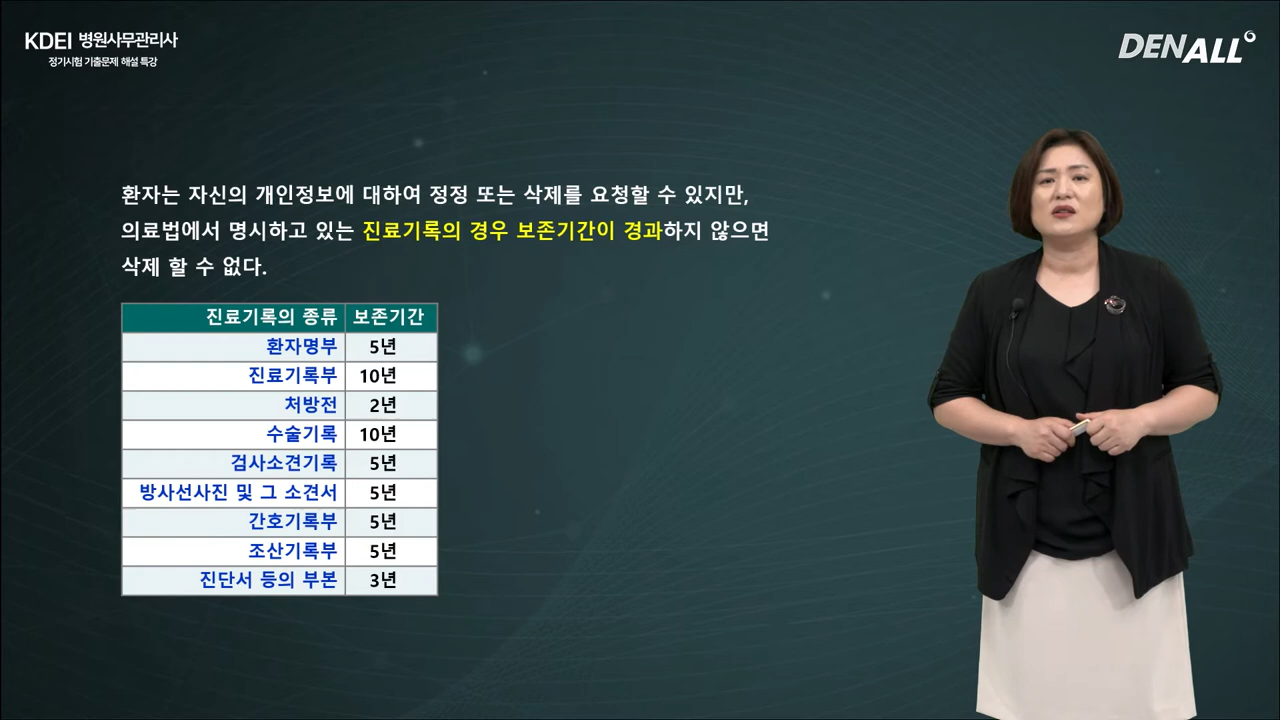 KDEI 병원사무관리사
정기시험 기출문제 해설 특강
DENALL
환자는 자신의 개인정보에 대하여 정정 또는 삭제를 요청할 수 있지만,
의료법에서 명시하고 있는 진료기록의 경우 보존기간이 경과하지 않으면
삭제 할 수 없다.
진료기록의 종류 보존기간
환자명부 5년
진료기록부 10년
처방전 2년
수술기록 10년
검사소견기록 5년
방사선사진 및 그 소견서 5년
간호기록부 5년
조산기록부 5년
진단서 등의 부본 3년